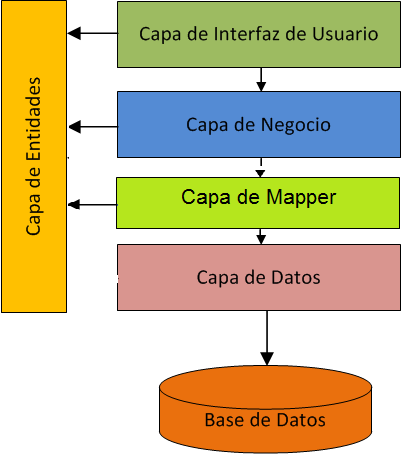 Capa de Interfaz de Usuario
Capa de Entidades
Capa de Negocio
Capa de Mapper
Capa de Datos
Base de Datos